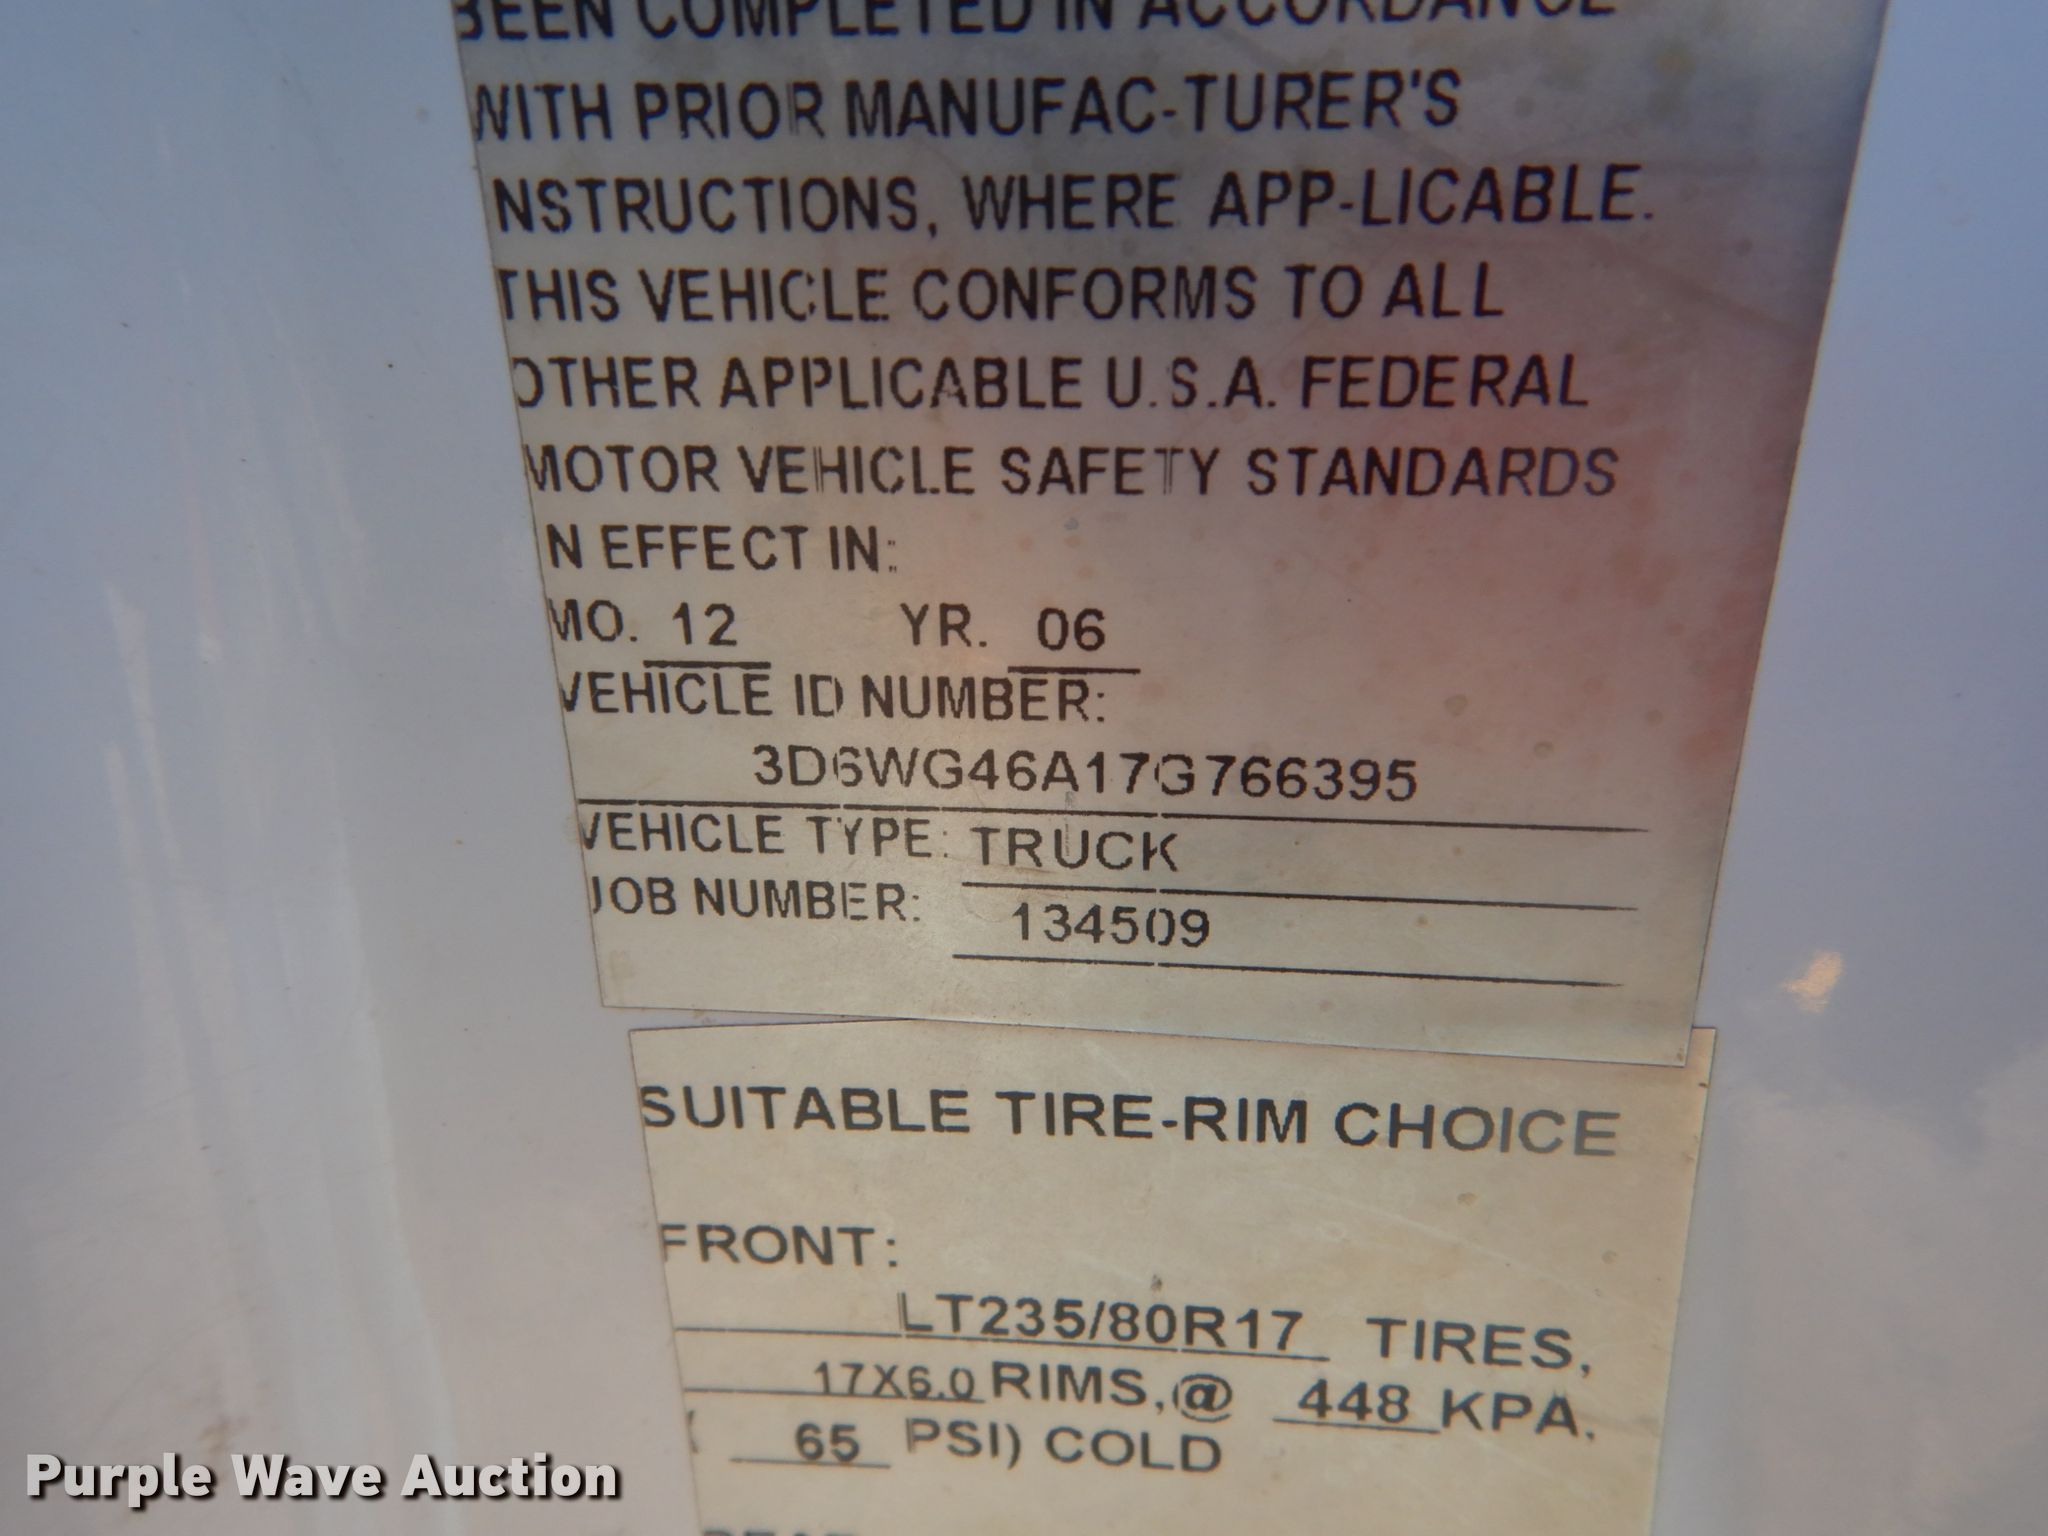 BEEN COMPLETED IN ACCORDANCE
WITH PRIOR MANUFAC-TURER'S
NSTRUCTIONS, WHERE APP-LICABLE.
THIS VEHICLE CONFORMS TO ALL
OTHER APPLICABLE U.S.A. FEDERAL
MOTOR VEHICLE SAFETY STANDARDS
N EFFECT IN:
MO. 12 YR. 06
VEHICLE ID NUMBER:
3D6WG46A17G766395
VEHICLE TYPE: TRUCK
JOB NUMBER: 134509
SUITABLE TIRE-RIM CHOICE
FRONT:
LT235/80R17 TIRES,
17X6.0 RIMS,@ 448 KPA.
( 65 PSI) COLD
Purple Wave Auction